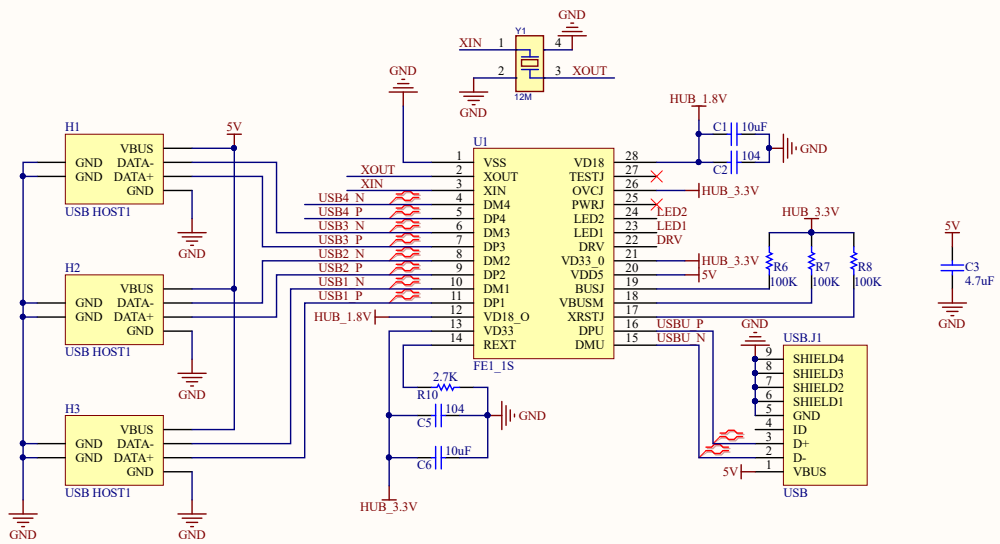 GND
Y1
XIN 1 4
2 3 XOUT
GND
12M
GND
HUB_1.8V
C1 10uF
104
C2
GND
H1
5V
VBUS
GND DATA-
GND DATA+
GND
USB HOST1
GND
H2
VBUS
GND DATA-
GND DATA+
GND
USB HOST1
GND
H3
VBUS
GND DATA-
GND DATA+
GND
USB HOST1
GND
GND
U1
1 VSS VD18 28
XOUT 2 XOUT TESTJ 27
XIN 3 XIN OVCJ 26 HUB_3.3V
USB4_N 4 DM4 PWRJ 25
USB4_P 5 DP4 LED2 24 LED2
USB3_N 6 DM3 LED1 23 LED1
USB3_P 7 DP3 DRV 22 DRV
USB2_N 8 DM2 VD33_0 21 HUB_3.3V
USB2_P 9 DP2 VDD5 20 5V
USB1_N 10 DM1 BUSJ 19
USB1_P 11 DP1 VBUSM 18
HUB_1.8V 12 VD18_O XRSTJ 17
13 VD33 DPU 16 USBU_P
14 REXT DMU 15 USBU_N
FE1_1S
2.7K
R10
104
C5
GND
10uF
C6
HUB_3.3V
HUB_3.3V
R6 R7 R8
100K 100K 100K
5V
C3
4.7uF
GND
GND
USB.J1
9 SHIELD4
8 SHIELD3
7 SHIELD2
6 SHIELD1
5 GND
4 ID
3 D+
2 D-
5V 1 VBUS
USB